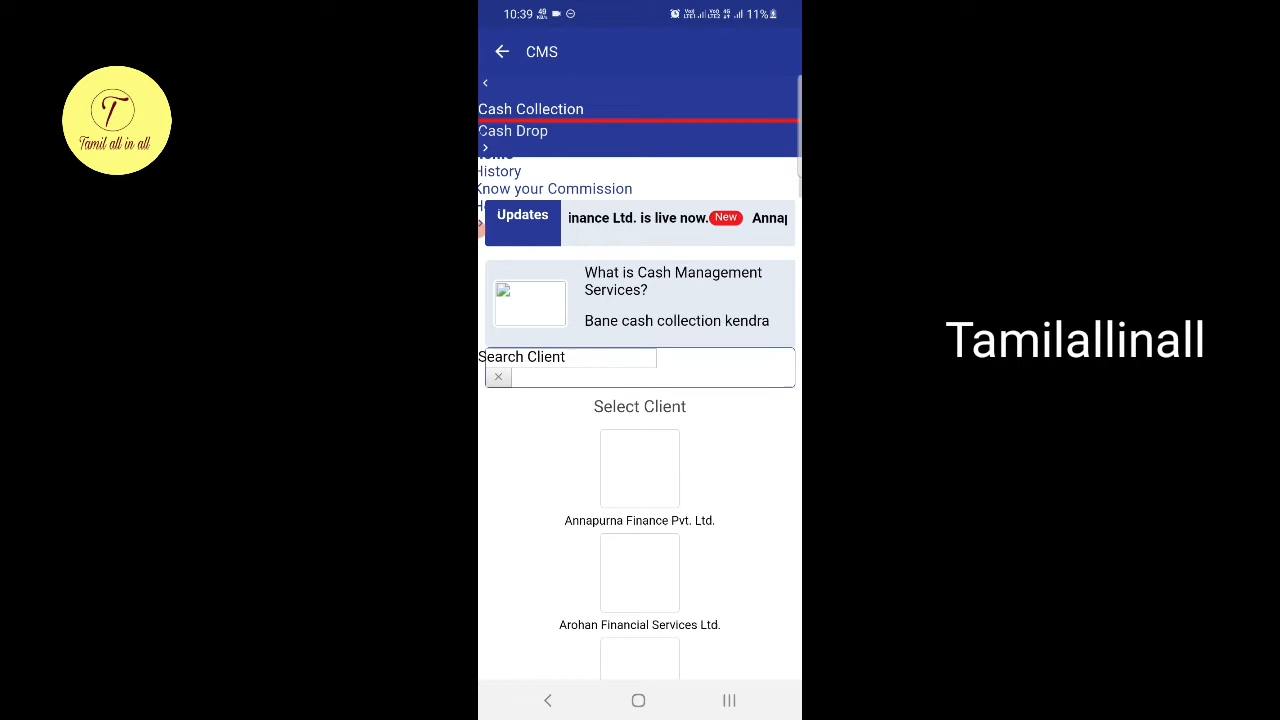 10:39
11%
CMS
Cash Collection
Cash Drop
Home
History
Know your Commission
Updates inance Ltd. is live now. New Annap
What is Cash Management
Services?
Bane cash collection kendra
Search Client
Select Client
Annapurna Finance Pvt. Ltd.
Arohan Financial Services Ltd.
T
Tamil all in all
Tamilallinall